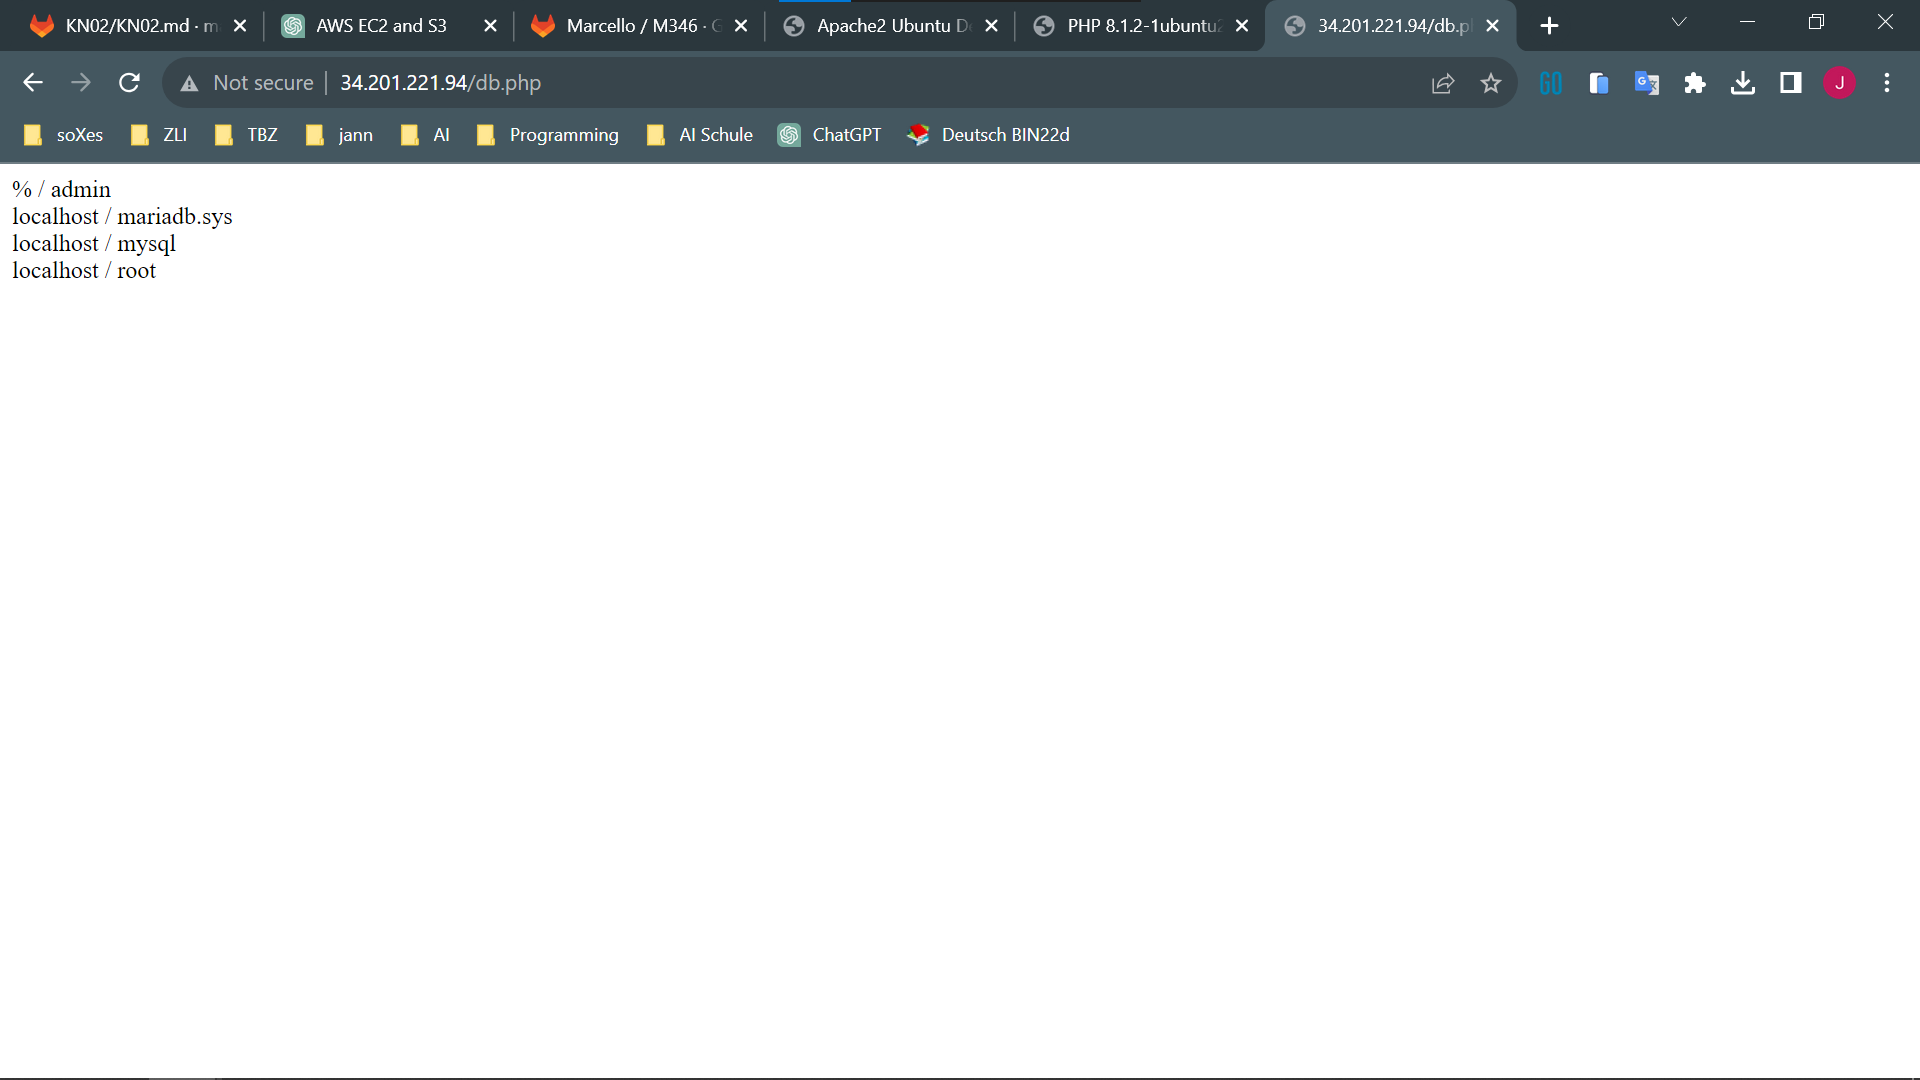 KN02/KN02.md · m
AWS EC2 and S3
Marcello / M346 · G
Apache2 Ubuntu D
PHP 8.1.2-1ubuntu2
34.201.221.94/db.p
Not secure
34.201.221.94/db.php
GO
G
J
soXes
ZLI
TBZ
jann
AI
Programming
AI Schule
ChatGPT
Deutsch BIN22d
% / admin
localhost / mariadb.sys
localhost / mysql
localhost / root